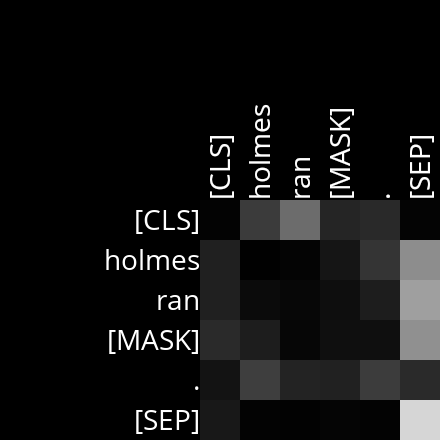 [CLS] holmes ran [MASK] . [SEP]
[CLS]
holmes
ran
[MASK]
.
[SEP]